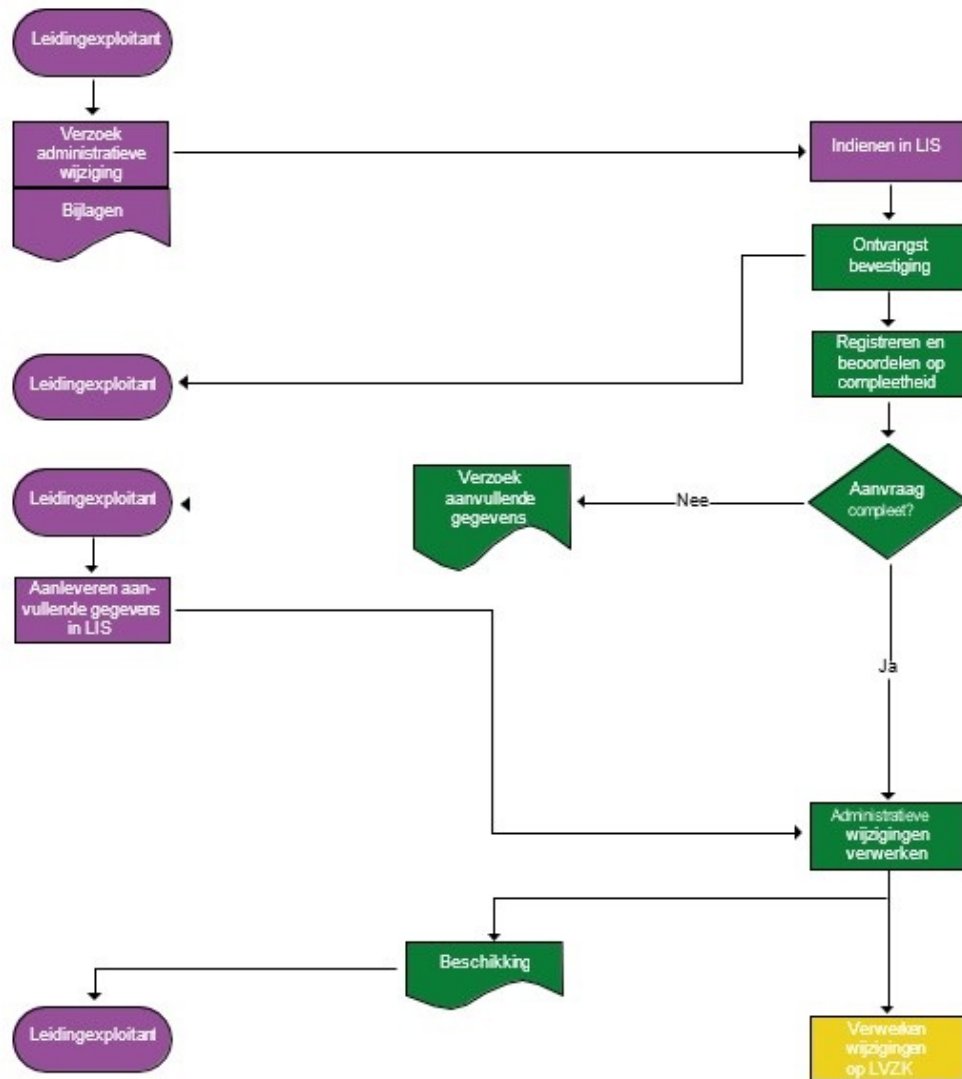 Leidingexploitant
Verzoek
administratieve
wijziging
Bijlagen
Indienen in LIS
Ontvangst
bevestiging
Registreren en
beoordelen op
compleetheid
Leidingexploitant
Leidingexploitant
Verzoek
aanvullende
gegevens
Nee
Aanvraag
compleet?
Aanleveren aan-
vullende gegevens
in LIS
Ja
Administratieve
wijzigingen
verwerken
Beschikking
Leidingexploitant
Verwerken
wijzigingen
op LVZK